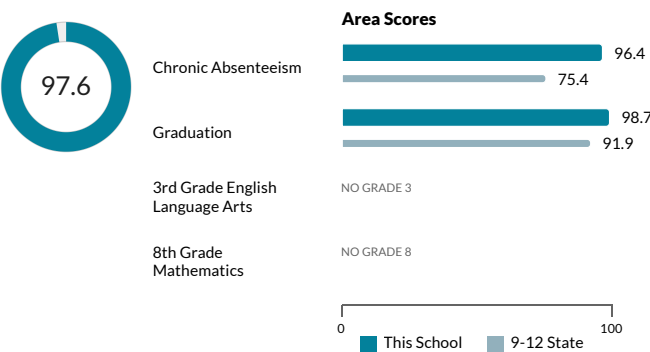 Area Scores
97.6
Chronic Absenteeism
96.4
75.4
Graduation
98.7
91.9
3rd Grade English
Language Arts
NO GRADE 3
8th Grade
Mathematics
NO GRADE 8
0 100
This School 9-12 State